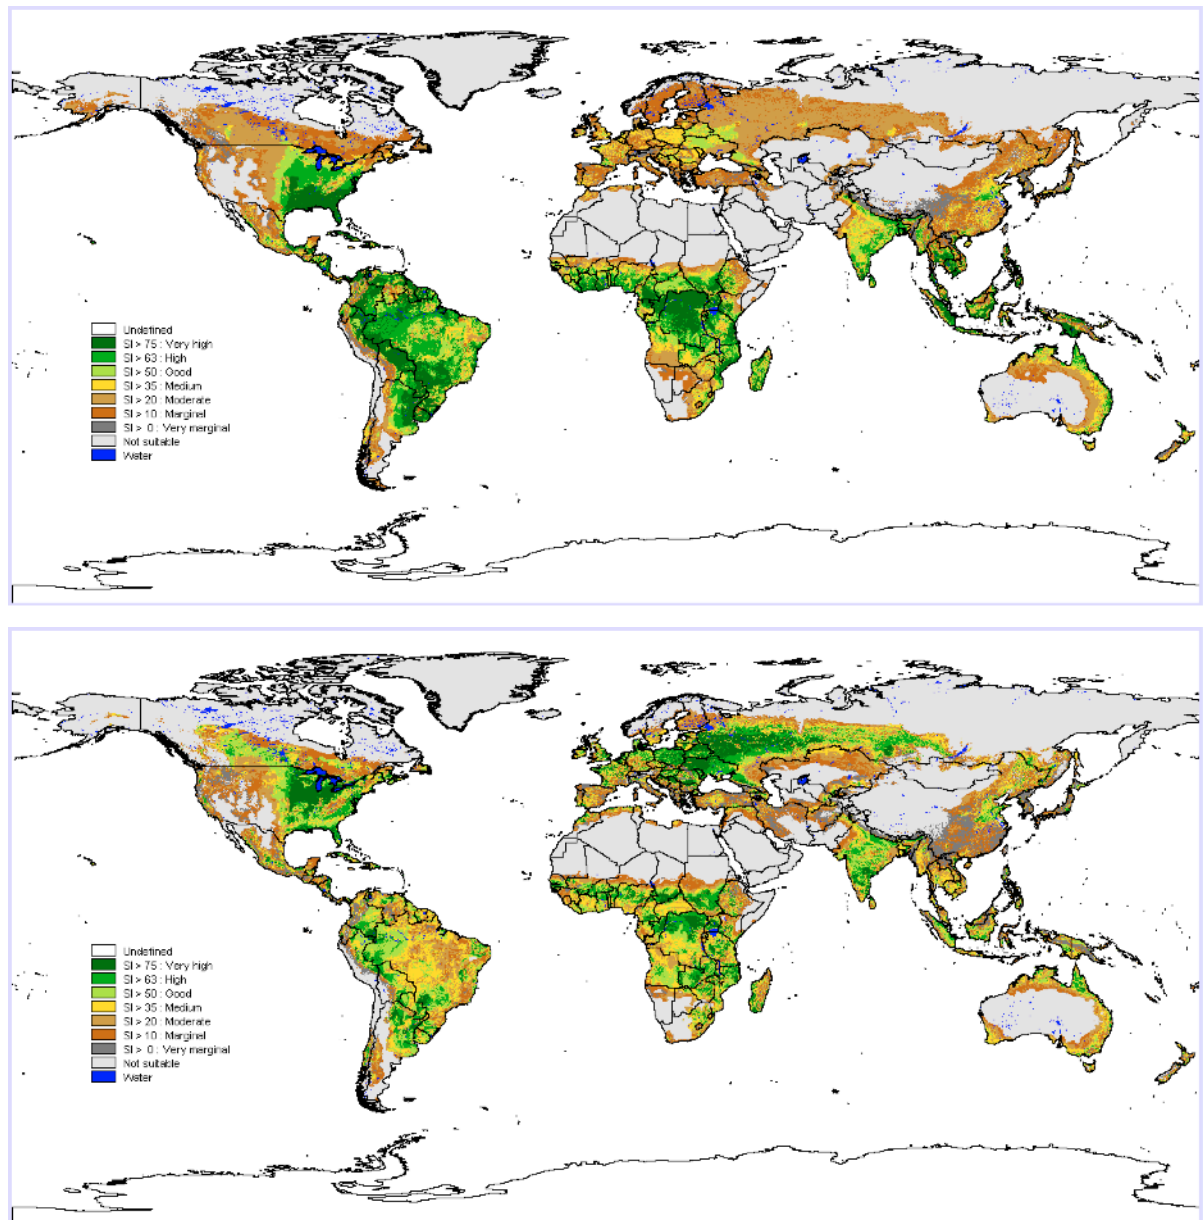 Undefined
SI > 75 : Very high
SI > 63 : High
SI > 50 : Good
SI > 35 : Medium
SI > 20 : Moderate
SI > 10 : Marginal
SI > 0 : Very marginal
Not suitable
Water
Undefined
SI > 75 : Very high
SI > 63 : High
SI > 50 : Good
SI > 35 : Medium
SI > 20 : Moderate
SI > 10 : Marginal
SI > 0 : Very marginal
Not suitable
Water